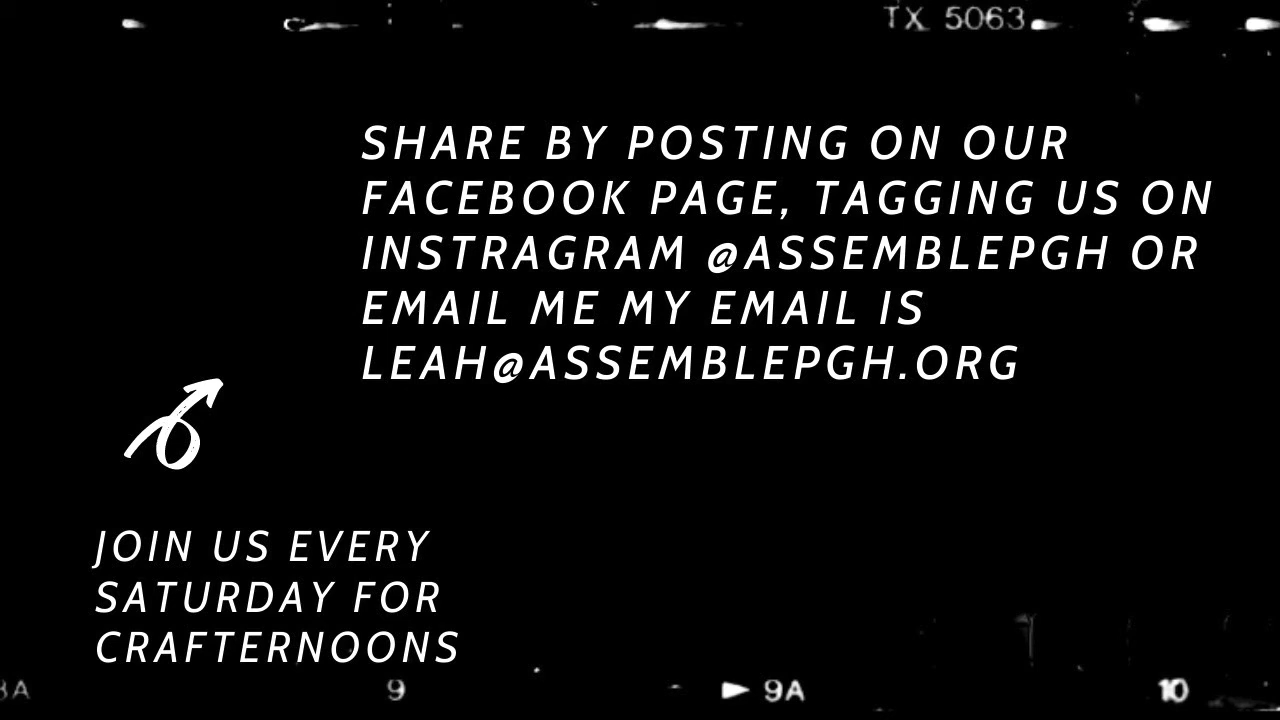 TX 5063
SHARE BY POSTING ON OUR
FACEBOOK PAGE, TAGGING US ON
INSTRAGRAM @ASSEMBLEPGH OR
EMAIL ME MY EMAIL IS
LEAH@ASSEMBLEPGH.ORG
JOIN US EVERY
SATURDAY FOR
CRAFTERNOONS
9 9A 10